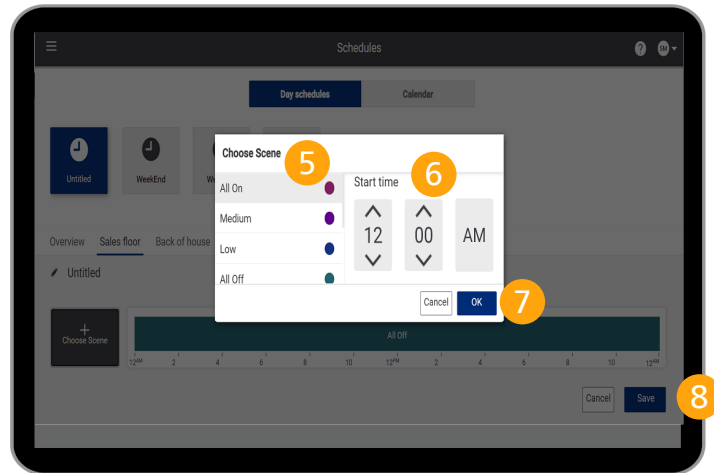 Schedules
? SM
Day schedules Calendar
Untitled WeekEnd
Choose Scene 5
All On
Medium
Low
All Off
Start time 6
12 00 AM
Cancel OK 7
Overview Sales floor Back of house
Untitled
+
Choose Scene
All Off
12AM 2 4 6 8 10 12PM 2 4 6 8 10 12AM
Cancel Save 8